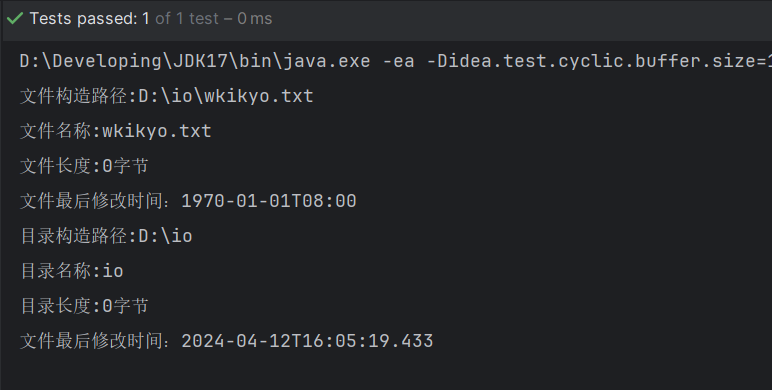 Tests passed: 1 of 1 test – 0 ms
D:\Developing\JDK17\bin\java.exe -ea -Didea.test.cyclic.buffer.size=1
文件构造路径:D:\io\wkikyo.txt
文件名称:wkikyo.txt
文件长度:0字节
文件最后修改时间：1970-01-01T08:00
目录构造路径:D:\io
目录名称:io
目录长度:0字节
文件最后修改时间：2024-04-12T16:05:19.433